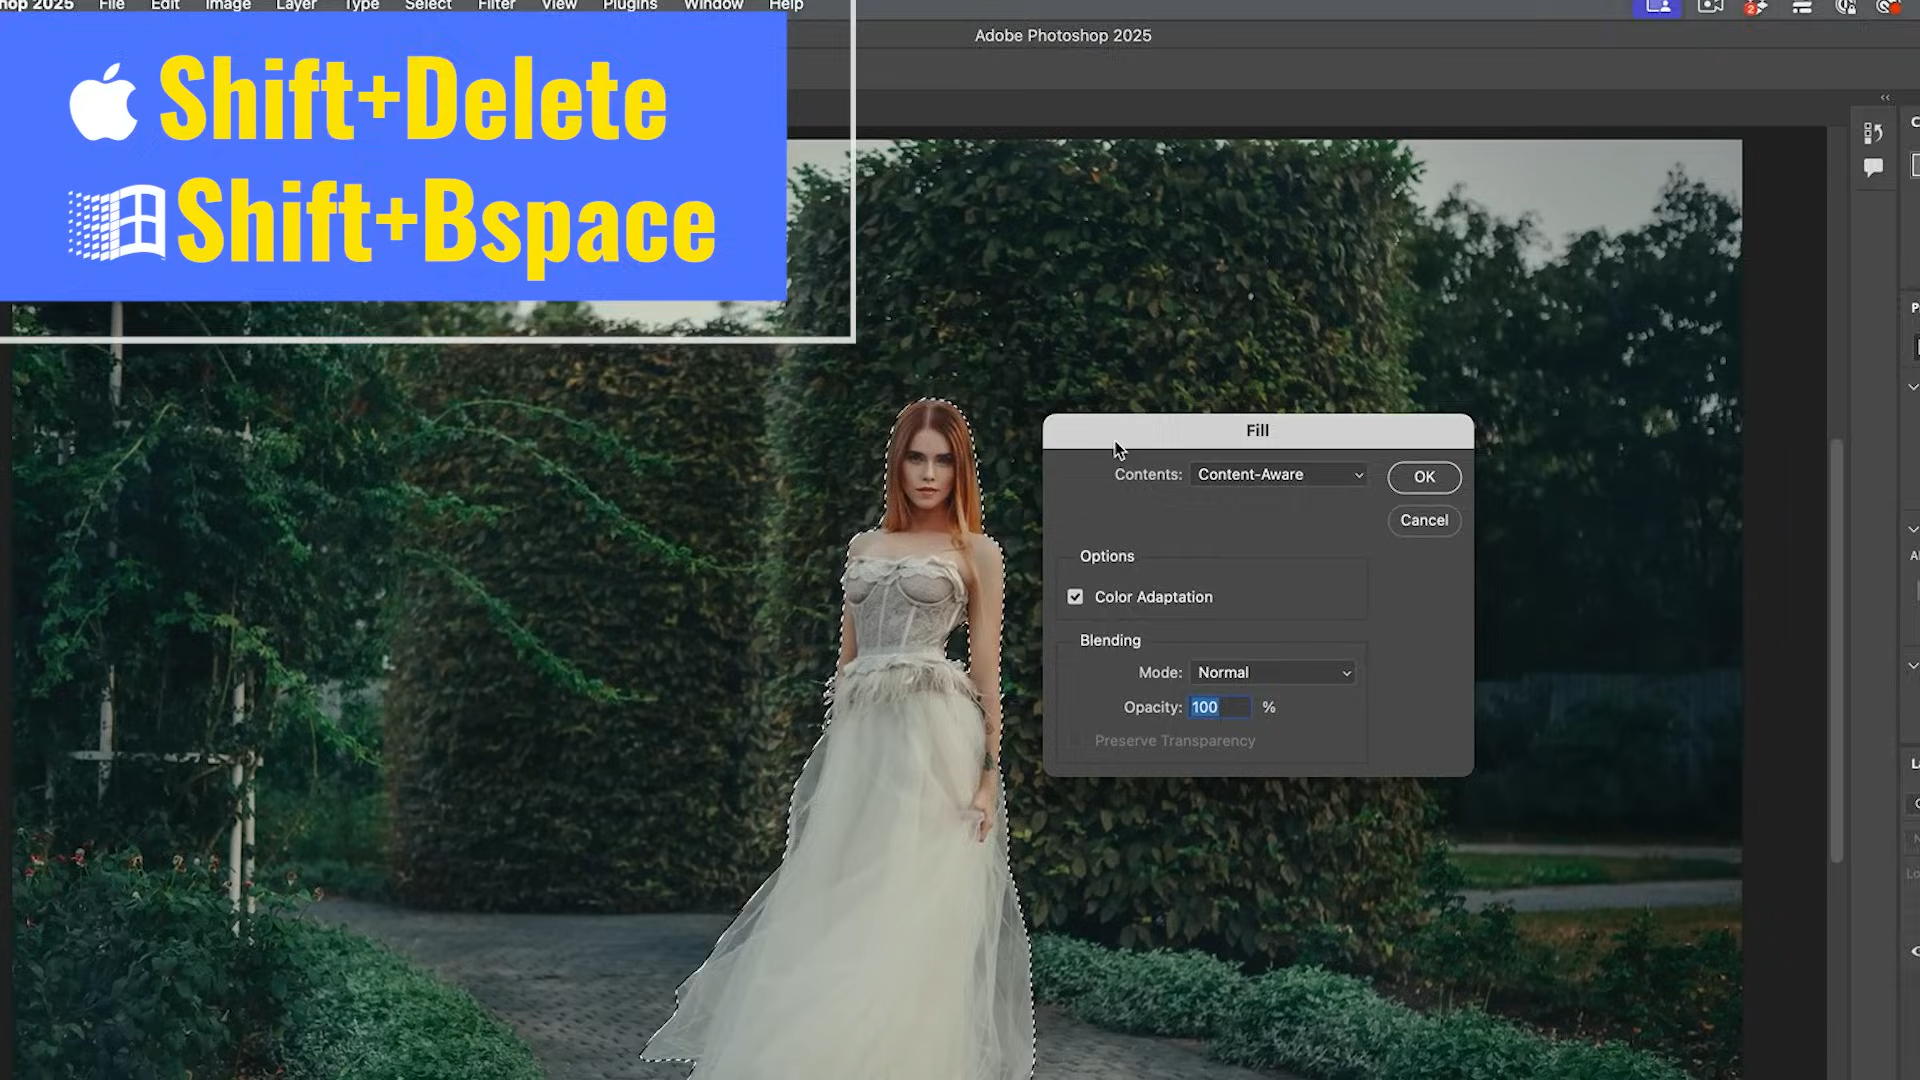 hop 2025 File Edit Image Layer Type Select Filter View Plugins Window Help
2
Adobe Photoshop 2025
Shift+Delete
Shift+Bspace
Fill
Contents: Content-Aware
OK
Cancel
Options
Color Adaptation
Blending
Mode: Normal
Opacity: 100 %
Preserve Transparency